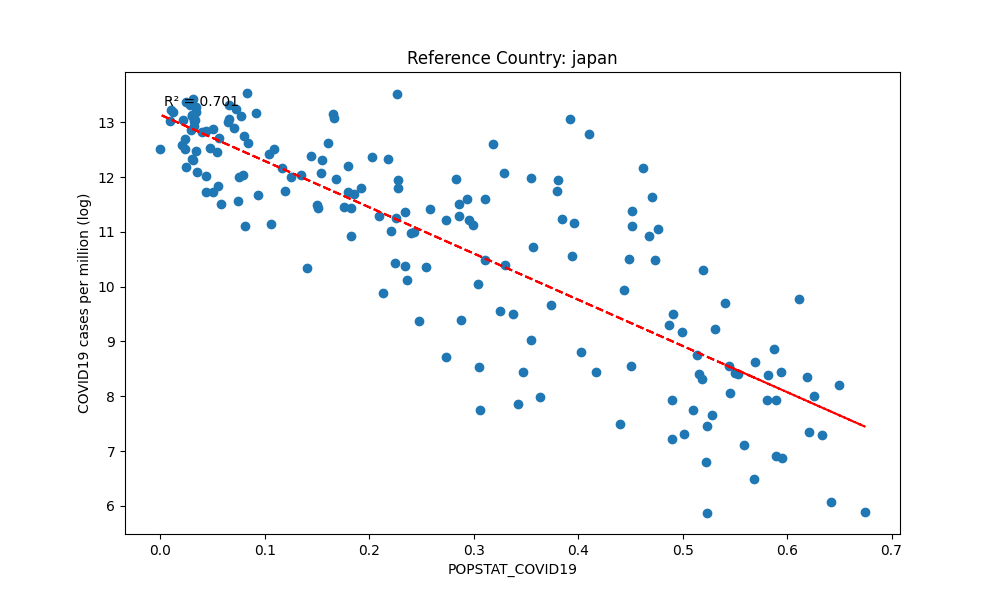 Reference Country: japan
R² = 0.701
COVID19 cases per million (log)
13
12
11
10
9
8
7
6
0.0 0.1 0.2 0.3 0.4 0.5 0.6 0.7
POPSTAT_COVID19